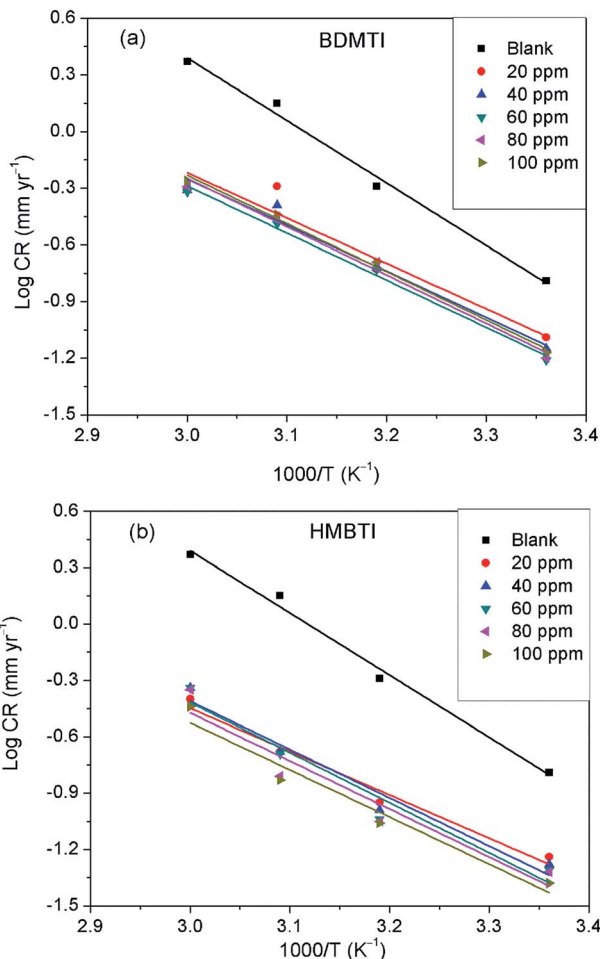 (a)
BDMTI
Blank
20 ppm
40 ppm
60 ppm
80 ppm
100 ppm
0.6
0.3
0.0
-0.3
-0.6
-0.9
-1.2
-1.5
Log CR (mm yr⁻¹)
2.9 3.0 3.1 3.2 3.3 3.4
1000/T (K⁻¹)
(b)
HMBTI
Blank
20 ppm
40 ppm
60 ppm
80 ppm
100 ppm
0.6
0.3
0.0
-0.3
-0.6
-0.9
-1.2
-1.5
Log CR (mm yr⁻¹)
2.9 3.0 3.1 3.2 3.3 3.4
1000/T (K⁻¹)